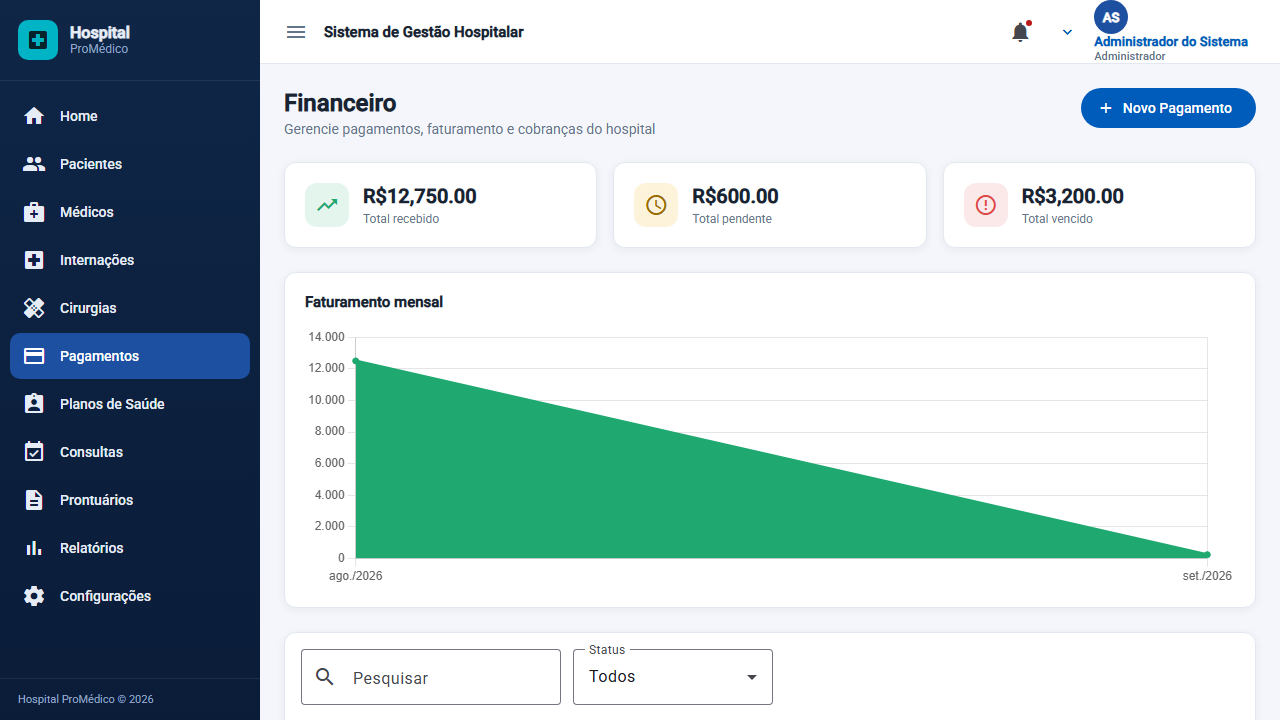 Hospital
ProMédico
Home
Pacientes
Médicos
Internações
Cirurgias
Pagamentos
Planos de Saúde
Consultas
Prontuários
Relatórios
Configurações
Hospital ProMédico © 2026
Sistema de Gestão Hospitalar
AS
Administrador do Sistema
Administrador
Financeiro
Gerencie pagamentos, faturamento e cobranças do hospital
+ Novo Pagamento
R$12,750.00
Total recebido
R$600.00
Total pendente
R$3,200.00
Total vencido
Faturamento mensal
14.000
12.000
10.000
8.000
6.000
4.000
2.000
0
ago./2026
set./2026
Pesquisar
Status
Todos